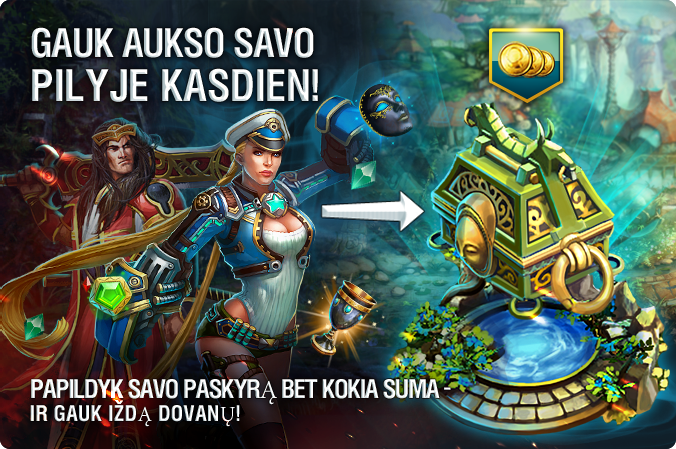 GAUK AUKSO SAVO
PILYJE KASDIEN!
PAPILDYK SAVO PASKYRĄ BET KOKIA SUMA -
IR GAUK IŽDĄ DOVANŲ!